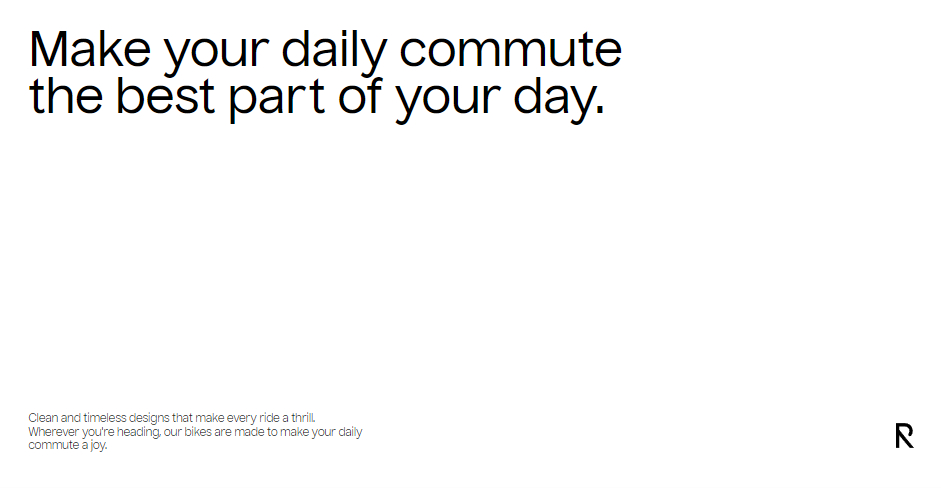 Make your daily commute
the best part of your day.
Clean and timeless designs that make every ride a thrill.
Wherever you're heading, our bikes are made to make your daily
commute a joy.
R